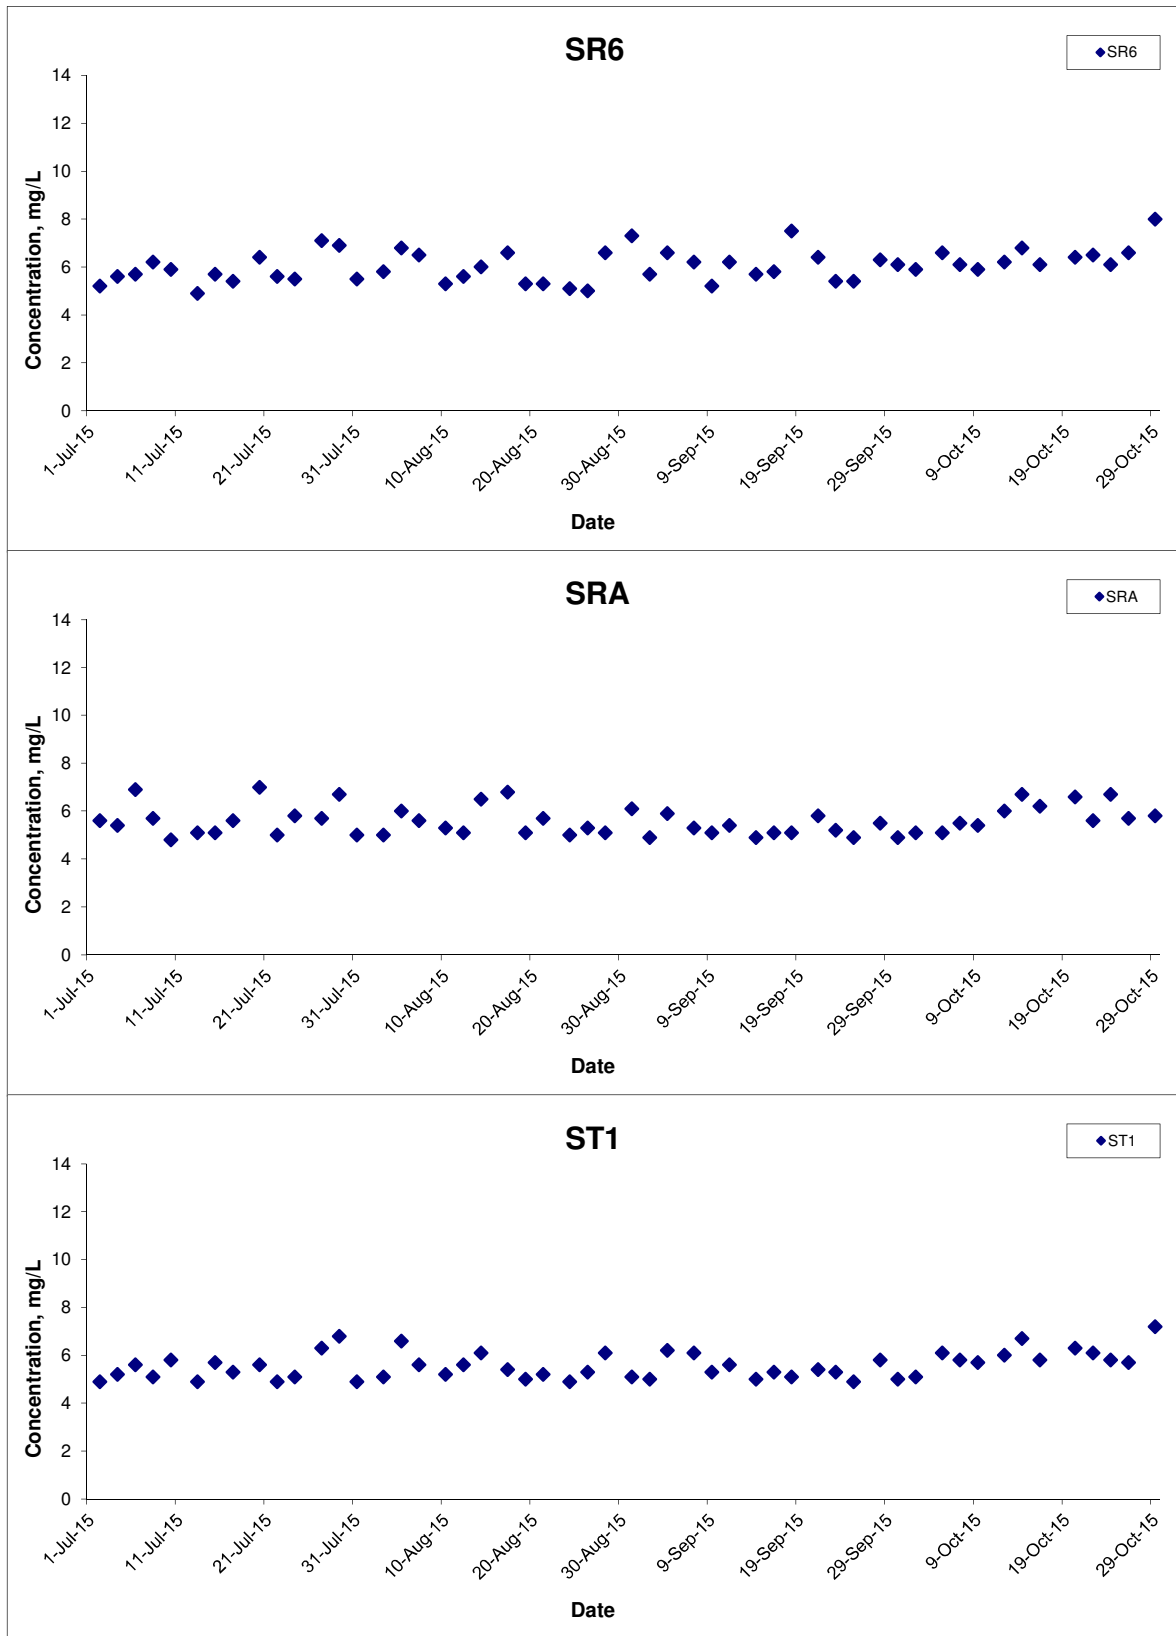 SR6
SR6
14
12
10
8
6
4
2
0
Concentration, mg/L
1-Jul-15
11-Jul-15
21-Jul-15
31-Jul-15
10-Aug-15
20-Aug-15
30-Aug-15
9-Sep-15
19-Sep-15
29-Sep-15
9-Oct-15
19-Oct-15
29-Oct-15
Date
SRA
SRA
14
12
10
8
6
4
2
0
Concentration, mg/L
1-Jul-15
11-Jul-15
21-Jul-15
31-Jul-15
10-Aug-15
20-Aug-15
30-Aug-15
9-Sep-15
19-Sep-15
29-Sep-15
9-Oct-15
19-Oct-15
29-Oct-15
Date
ST1
ST1
14
12
10
8
6
4
2
0
Concentration, mg/L
1-Jul-15
11-Jul-15
21-Jul-15
31-Jul-15
10-Aug-15
20-Aug-15
30-Aug-15
9-Sep-15
19-Sep-15
29-Sep-15
9-Oct-15
19-Oct-15
29-Oct-15
Date